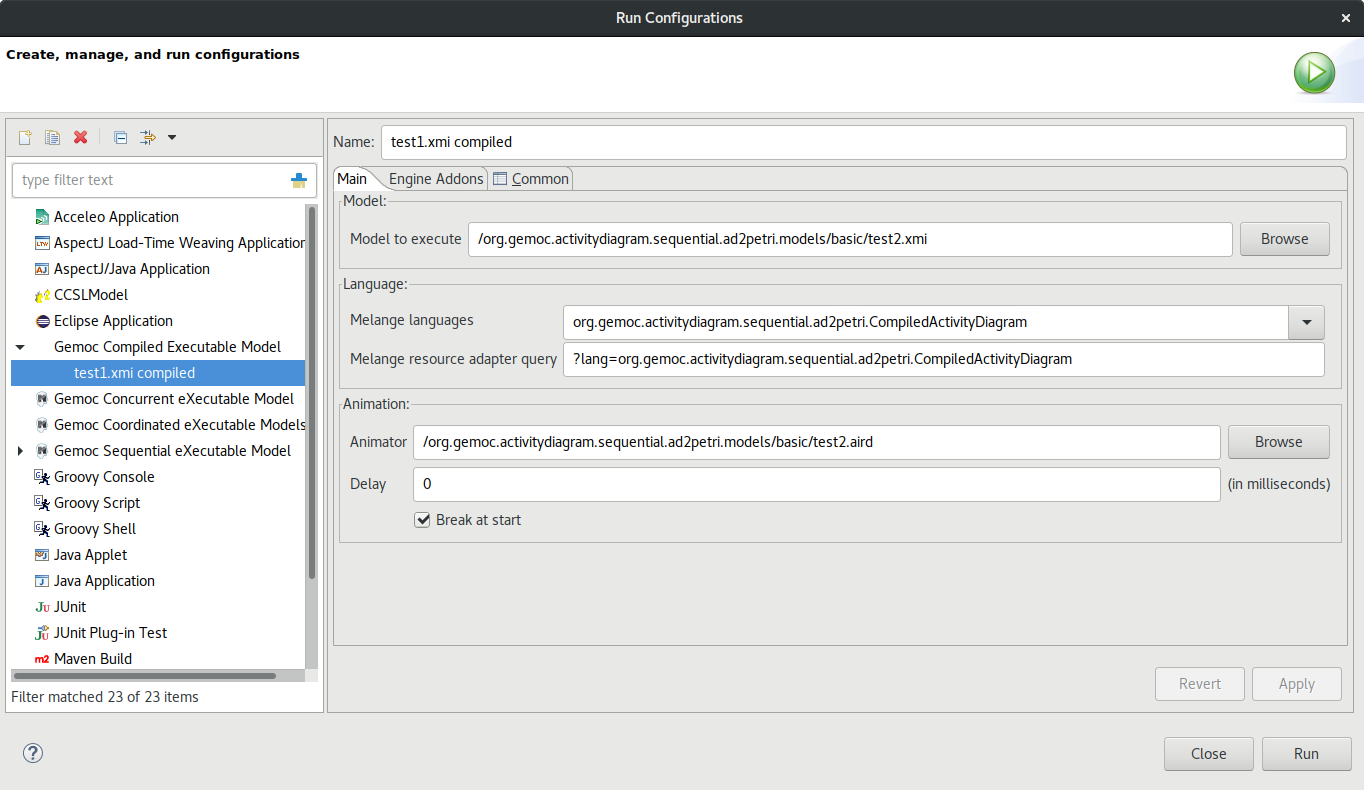 Run Configurations
Create, manage, and run configurations
type filter text
Acceleo Application
AspectJ Load-Time Weaving Application
AspectJ/Java Application
CCSLModel
Eclipse Application
Gemoc Compiled Executable Model
test1.xmi compiled
Gemoc Concurrent eXecutable Model
Gemoc Coordinated eXecutable Models
Gemoc Sequential eXecutable Model
Groovy Console
Groovy Script
Groovy Shell
Java Applet
Java Application
JUnit
JUnit Plug-in Test
m2 Maven Build
Filter matched 23 of 23 items
Name: test1.xmi compiled
Main Engine Addons Common
Model:
Model to execute /org.gemoc.activitydiagram.sequential.ad2petri.models/basic/test2.xmi Browse
Language:
Melange languages org.gemoc.activitydiagram.sequential.ad2petri.CompiledActivityDiagram
Melange resource adapter query ?lang=org.gemoc.activitydiagram.sequential.ad2petri.CompiledActivityDiagram
Animation:
Animator /org.gemoc.activitydiagram.sequential.ad2petri.models/basic/test2.aird Browse
Delay 0 (in milliseconds)
Break at start
Revert Apply
? Close Run